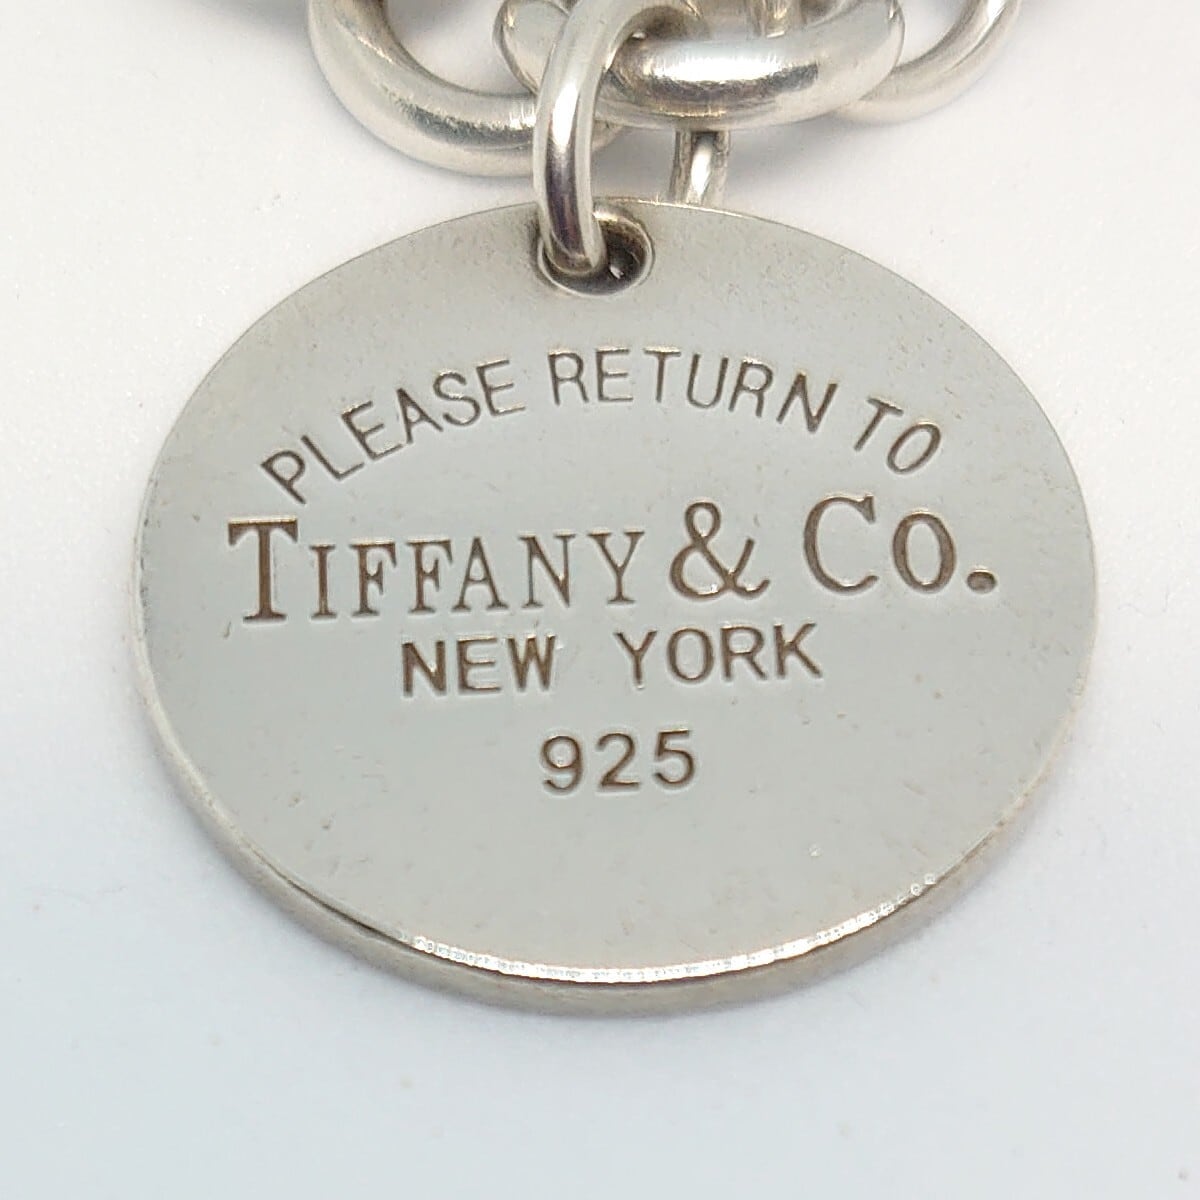 PLEASE RETURN TO
TIFFANY & CO.
NEW YORK
925